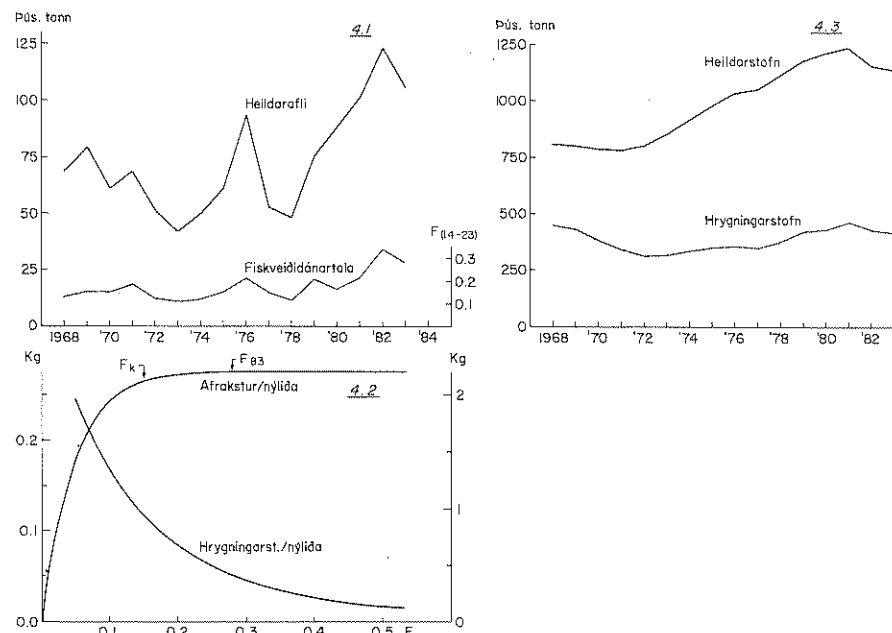 Þús. tonn
4.1
125
100
75
50
25
0
Heildarafli
Fiskveiðidánartala
F(14-23)
0.3
0.2
0.1
1968 '70 '72 '74 '76 '78 '80 '82 '84
Þús. tonn
4.3
1250
1000
750
500
250
0
Heildarstofn
Hrygningarstofn
1968 '70 '72 '74 '76 '78 '80 '82
Kg
Kg
Fk
F83
4.2
Afrakstur/nýliða
Hrygningarst./nýliða
0.2
0.1
0.0
2
1
0
0.1 0.2 0.3 0.4 0.5 F